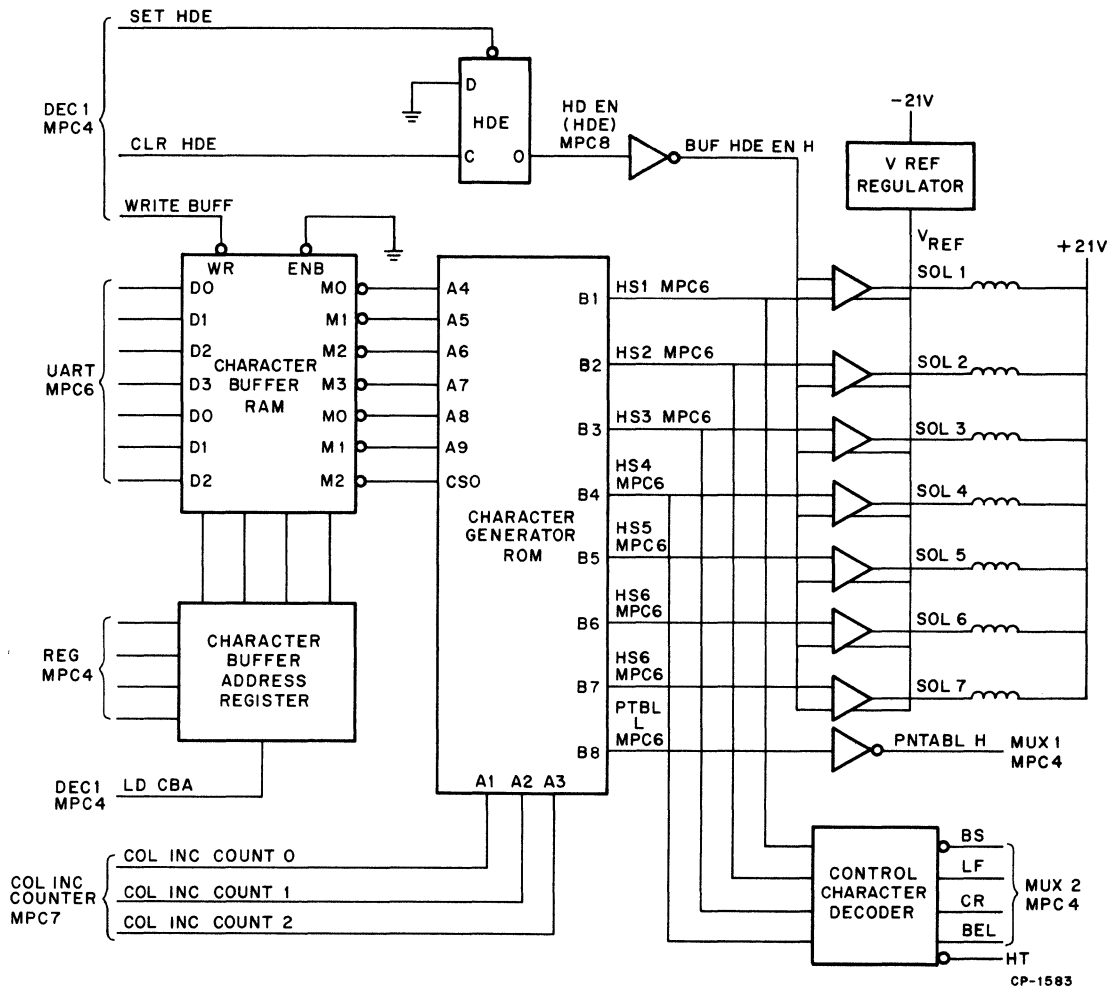 SET HDE
DEC1
MPC4
CLR HDE
WRITE BUFF
D
HDE
C
O
HD EN
(HDE)
MPC8
BUF HDE EN H
-21V
V REF
REGULATOR
VREF
+21V
WR
ENB
UART
MPC6
D0
D1
D2
D3
D0
D1
D2
CHARACTER
BUFFER
RAM
M0
M1
M2
M3
M0
M1
M2
A4
A5
A6
A7
A8
A9
CSO
CHARACTER
GENERATOR
ROM
B1
B2
B3
B4
B5
B6
B7
B8
A1
A2
A3
HS1 MPC6
HS2 MPC6
HS3 MPC6
HS4
MPC6
HS5
MPC6
HS6
MPC6
HS6
MPC6
PTBL
L
MPC6
SOL 1
SOL 2
SOL 3
SOL 4
SOL 5
SOL 6
SOL 7
PNTABL H
MUX 1
MPC4
REG
MPC4
CHARACTER
BUFFER
ADDRESS
REGISTER
DEC1
MPC4
LD CBA
COL INC
COUNTER
MPC7
COL INC COUNT 0
COL INC COUNT 1
COL INC COUNT 2
CONTROL
CHARACTER
DECODER
BS
LF
CR
BEL
HT
MUX 2
MPC4
CP-1583